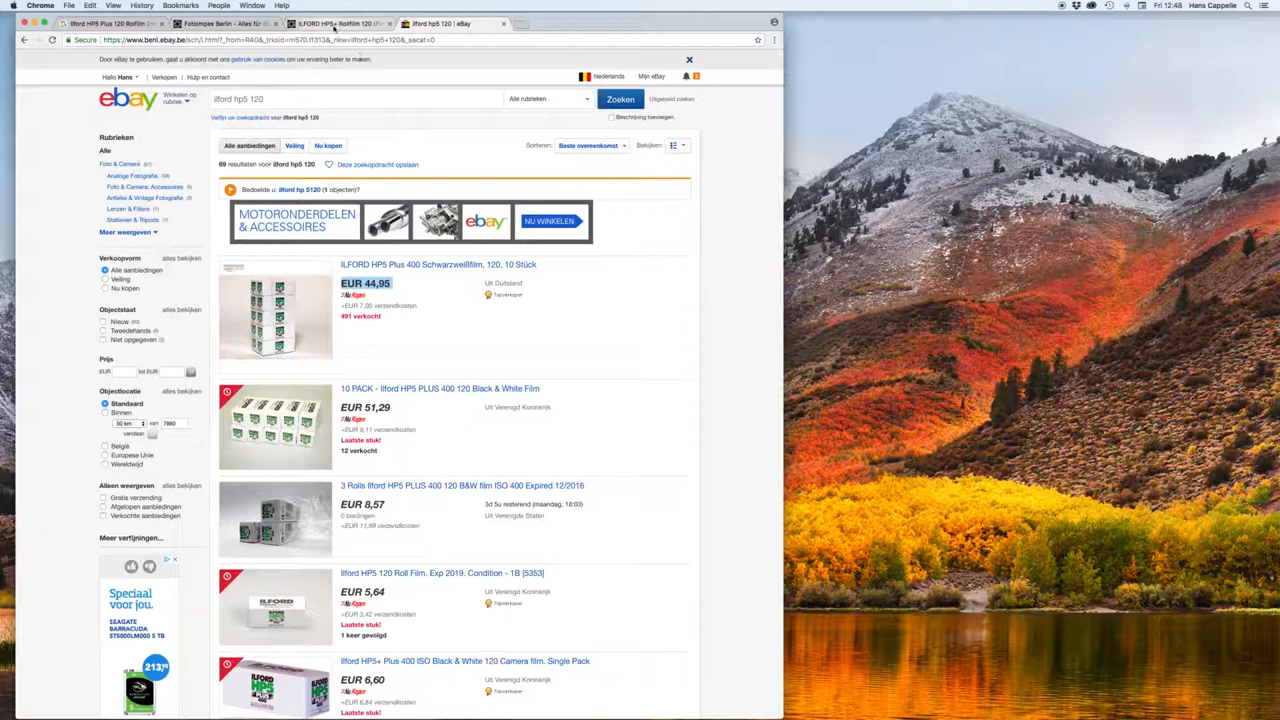 Chrome File Edit View History Bookmarks People Window Help Fri 12:48 Hans Cappelle
Ilford HP5 Plus 120 Rollfilm (H Fotoimpex Berlin - Alles für d ILFORD HP5+ Rollfilm 120 (F ilford hp5 120 | eBay
Secure https://www.benl.ebay.be/sch/i.html?_from=R40&_trksid=m570.l1313&_nkw=ilford+hp5+120&_sacat=0
Door eBay te gebruiken, gaat u akkoord met ons gebruik van cookies om uw ervaring beter te maken.
Hallo Hans Verkopen Hulp en contact Nederlands Mijn eBay
ebay Winkelen op rubriek ilford hp5 120 Alle rubrieken Zoeken Uitgebreid zoeken
Verfijn uw zoekopdracht voor ilford hp5 120 Beschrijving toevoegen
Rubrieken
Alle
Foto & Camera
Analoge Fotografie
Foto & Camera: Accessoires (5)
Antieke & Vintage Fotografie
Lenzen & Filters (1)
Statieven & Tripods (1)
Meer weergeven
Verkoopvorm alles bekijken
Alle aanbiedingen
Veiling
Nu kopen
Objectstaat alles bekijken
Nieuw
Tweedehands
Niet opgegeven
Prijs
EUR tot EUR
Objectlocatie alles bekijken
Standaard
Binnen
50 km van 7880
vandaan
België
Europese Unie
Wereldwijd
Alleen weergeven alles bekijken
Gratis verzending
Afgelopen aanbiedingen
Verkochte aanbiedingen
Meer verfijningen...
Speciaal
voor jou.
SEAGATE
BARRACUDA
ST5000LM000 5 TB
213,
Alle aanbiedingen Veiling Nu kopen Sorteren: Beste overeenkomst Bekijken:
69 resultaten voor ilford hp5 120 Deze zoekopdracht opslaan
Bedoelde u: ilford hp 5120 (1 objecten)?
MOTORONDERDELEN
& ACCESSOIRES ebay NU WINKELEN
ILFORD HP5 Plus 400 Schwarzweißfilm, 120, 10 Stück
EUR 44,95 Uit Duitsland
Nu Kopen Topverkoper
+EUR 7,00 verzendkosten
491 verkocht
10 PACK - Ilford HP5 PLUS 400 120 Black & White Film
EUR 51,29 Uit Verenigd Koninkrijk
Nu Kopen
+EUR 9,11 verzendkosten
Laatste stuk!
12 verkocht
3 Rolls Ilford HP5 PLUS 400 120 B&W film ISO 400 Expired 12/2016
EUR 8,57 3d 5u resterend (maandag, 18:03)
0 biedingen Uit Verenigde Staten
+EUR 11,99 verzendkosten
Ilford HP5 120 Roll Film. Exp 2019. Condition - 1B [5353]
EUR 5,64 Uit Verenigd Koninkrijk
Nu Kopen Topverkoper
+EUR 3,42 verzendkosten
Laatste stuk!
1 keer gevolgd
ILFORD
Ilford HP5+ Plus 400 ISO Black & White 120 Camera film. Single Pack
EUR 6,60 Uit Verenigd Koninkrijk
Nu Kopen Topverkoper
+EUR 6,84 verzendkosten
Laatste stuk!